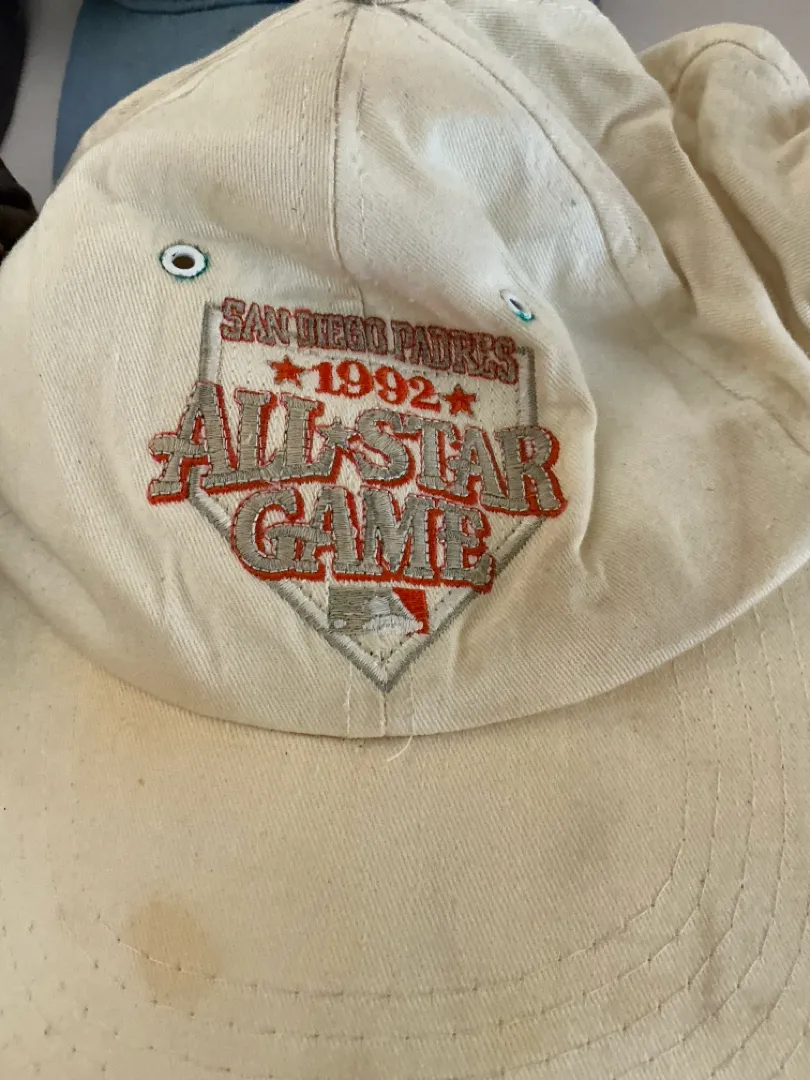 SAN DIEGO PADRES
★1992★
ALL★STAR
GAME